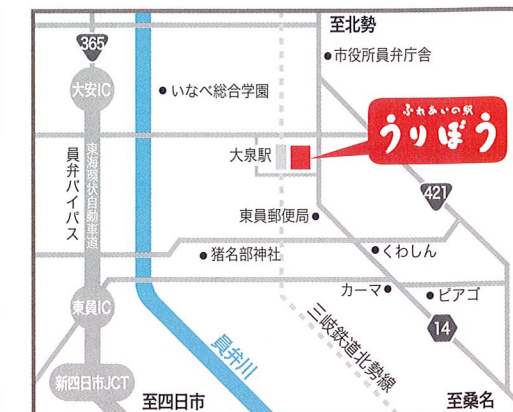 至北勢
365
市役所員弁庁舎
大安IC
いなべ総合学園
ふれあいの駅
うりぼう
大泉駅
員弁バイパス
東海環状自動車道
421
東員郵便局
猪名部神社
くわしん
カーマ
ピアゴ
東員IC
三岐鉄道北勢線
14
員弁川
新四日市JCT
至四日市
至桑名